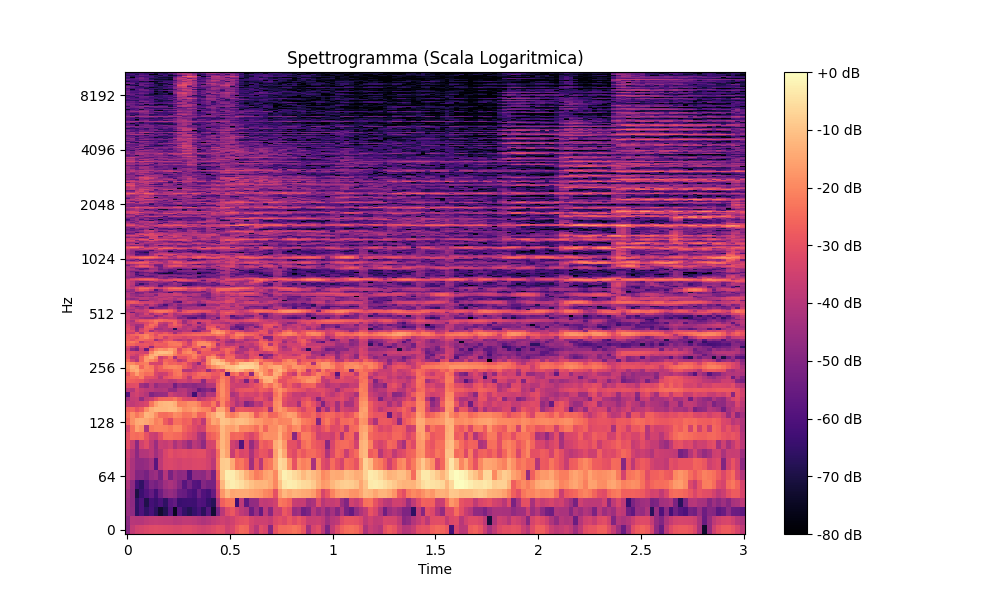 Spettrogramma (Scala Logaritmica)
Hz
8192
4096
2048
1024
512
256
128
64
0
0 0.5 1 1.5 2 2.5 3
Time
+0 dB
-10 dB
-20 dB
-30 dB
-40 dB
-50 dB
-60 dB
-70 dB
-80 dB